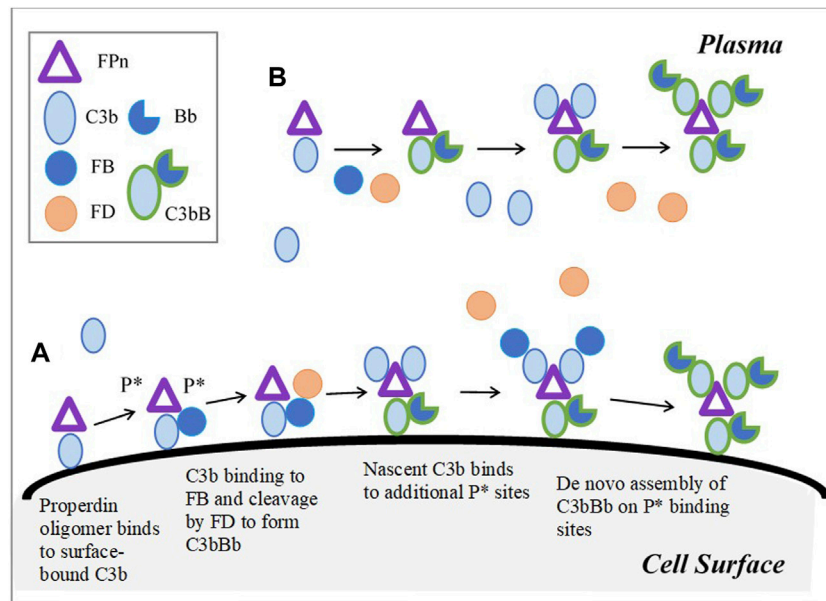 FPn
C3b
Bb
FB
FD
C3bB
B
Plasma
A
P*
P*
Properdin
oligomer binds
to surface-
bound C3b
C3b binding to
FB and cleavage
by FD to form
C3bBb
Nascent C3b binds
to additional P* sites
De novo assembly of
C3bBb on P* binding
sites
Cell Surface